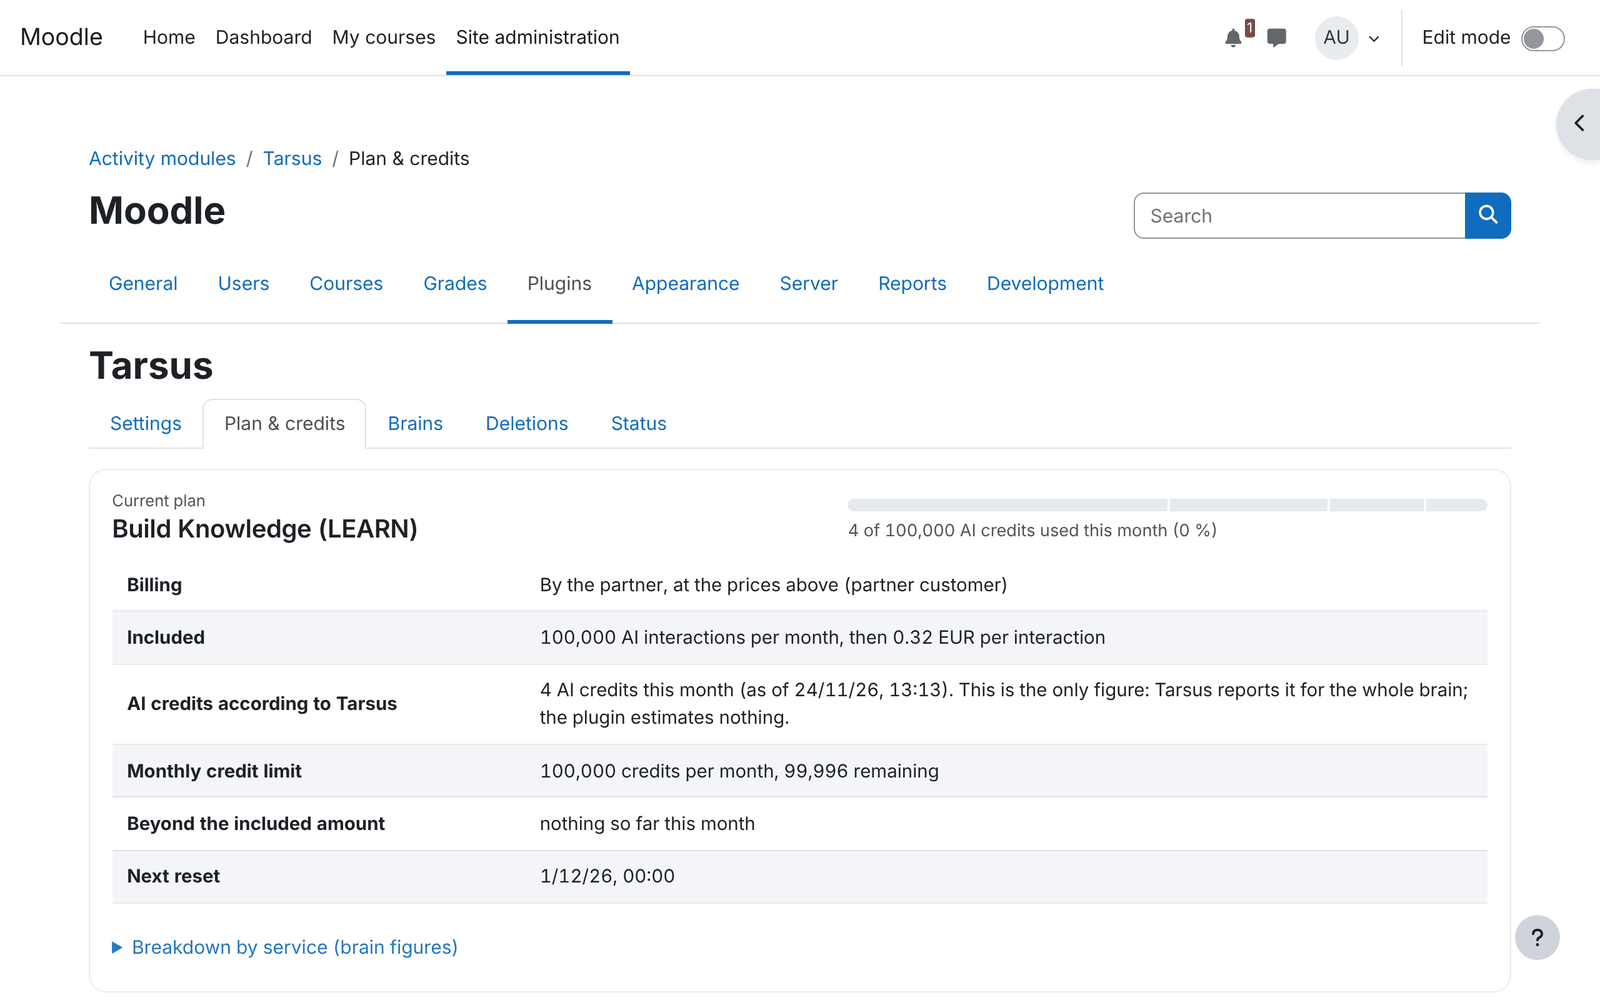 Moodle
Home
Dashboard
My courses
Site administration
1
AU
Edit mode
Activity modules / Tarsus / Plan & credits
Moodle
Search
General
Users
Courses
Grades
Plugins
Appearance
Server
Reports
Development
Tarsus
Settings
Plan & credits
Brains
Deletions
Status
Current plan
Build Knowledge (LEARN)
4 of 100,000 AI credits used this month (0 %)
Billing
By the partner, at the prices above (partner customer)
Included
100,000 AI interactions per month, then 0.32 EUR per interaction
AI credits according to Tarsus
4 AI credits this month (as of 24/11/26, 13:13). This is the only figure: Tarsus reports it for the whole brain;
the plugin estimates nothing.
Monthly credit limit
100,000 credits per month, 99,996 remaining
Beyond the included amount
nothing so far this month
Next reset
1/12/26, 00:00
Breakdown by service (brain figures)
?